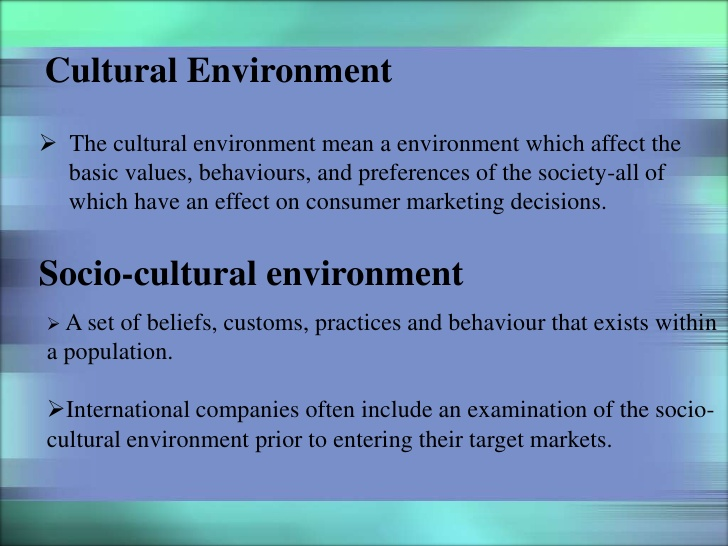 Cultural Environment
➢ The cultural environment mean a environment which affect the
basic values, behaviours, and preferences of the society-all of
which have an effect on consumer marketing decisions.
Socio-cultural environment
➢ A set of beliefs, customs, practices and behaviour that exists within
a population.
➢International companies often include an examination of the socio-
cultural environment prior to entering their target markets.